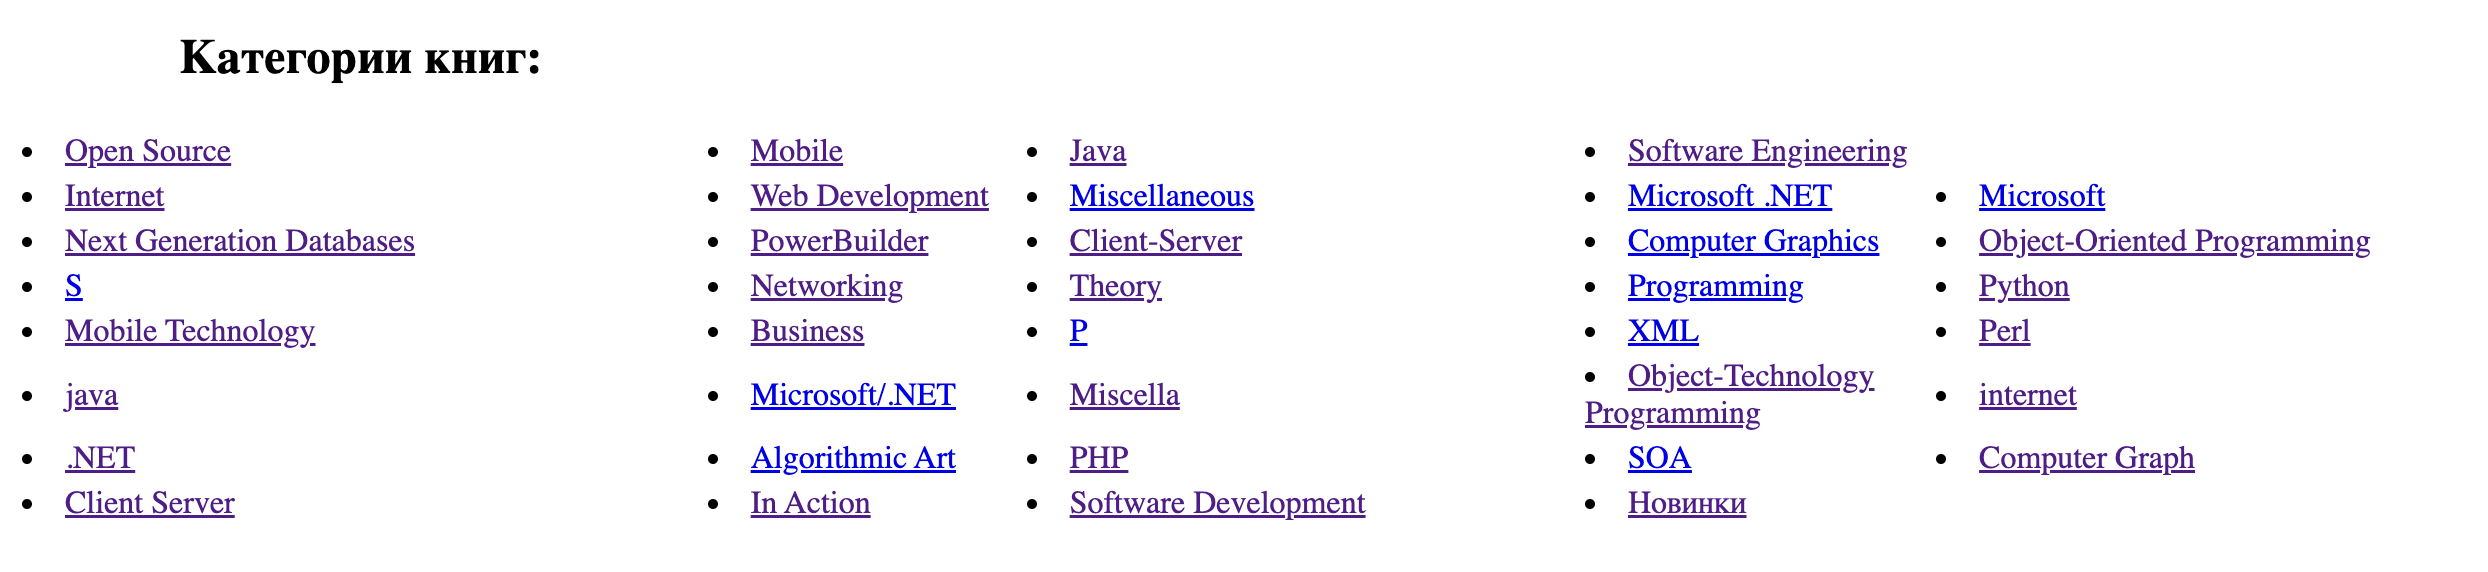 Категории книг:
Open Source
Mobile
Java
Software Engineering
Internet
Web Development
Miscellaneous
Microsoft .NET
Microsoft
Next Generation Databases
PowerBuilder
Client-Server
Computer Graphics
Object-Oriented Programming
S
Networking
Theory
Programming
Python
Mobile Technology
Business
P
XML
Perl
java
Microsoft/.NET
Miscella
Object-Technology
Programming
internet
.NET
Algorithmic Art
PHP
SOA
Computer Graph
Client Server
In Action
Software Development
Новинки